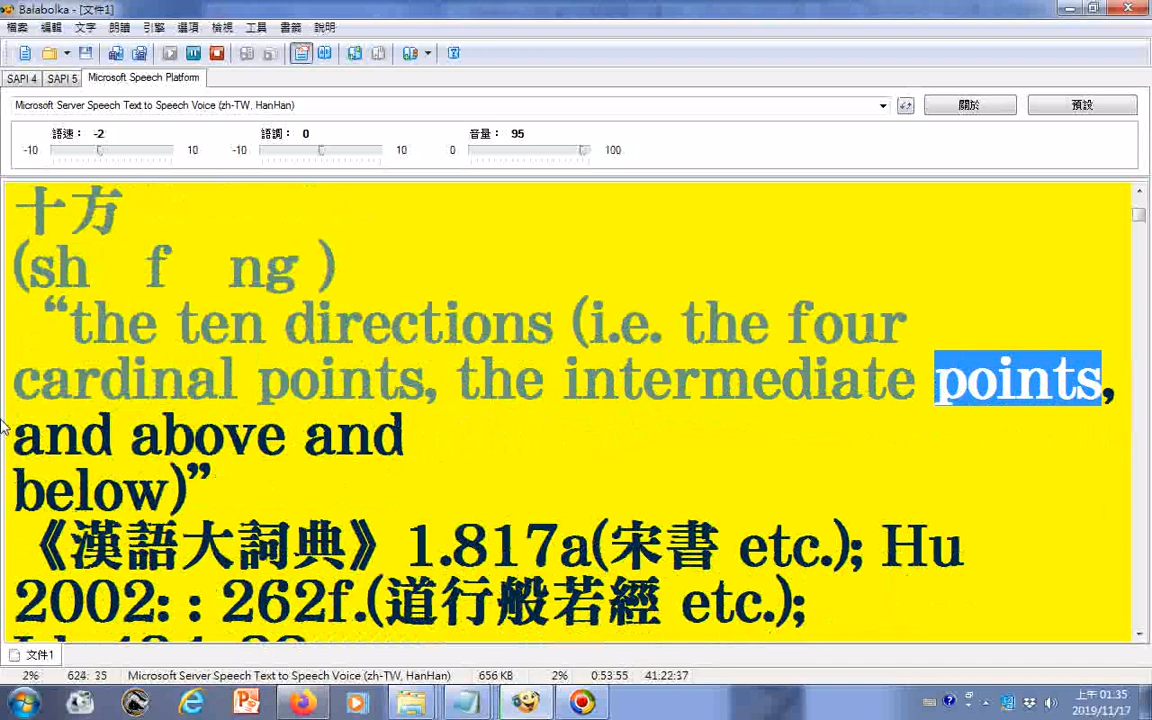 Balabolka - [文件1]
檔案 編輯 文字 朗讀 引擎 選項 檢視 工具 書籤 說明
SAPI 4 SAPI 5 Microsoft Speech Platform
Microsoft Server Speech Text to Speech Voice (zh-TW, HanHan) 關於 預設
語速： -2 語調： 0 音量： 95
-10 10 -10 10 0 100
十方
(sh f ng )
“the ten directions (i.e. the four
cardinal points, the intermediate points,
and above and
below)”
《漢語大詞典》1.817a(宋書 etc.); Hu
2002: : 262f.(道行般若經 etc.);
文件1
2% 624: 35 Microsoft Server Speech Text to Speech Voice (zh-TW, HanHan) 656 KB 2% 0:53:55 41:22:37
上午 01:35
2019/11/17